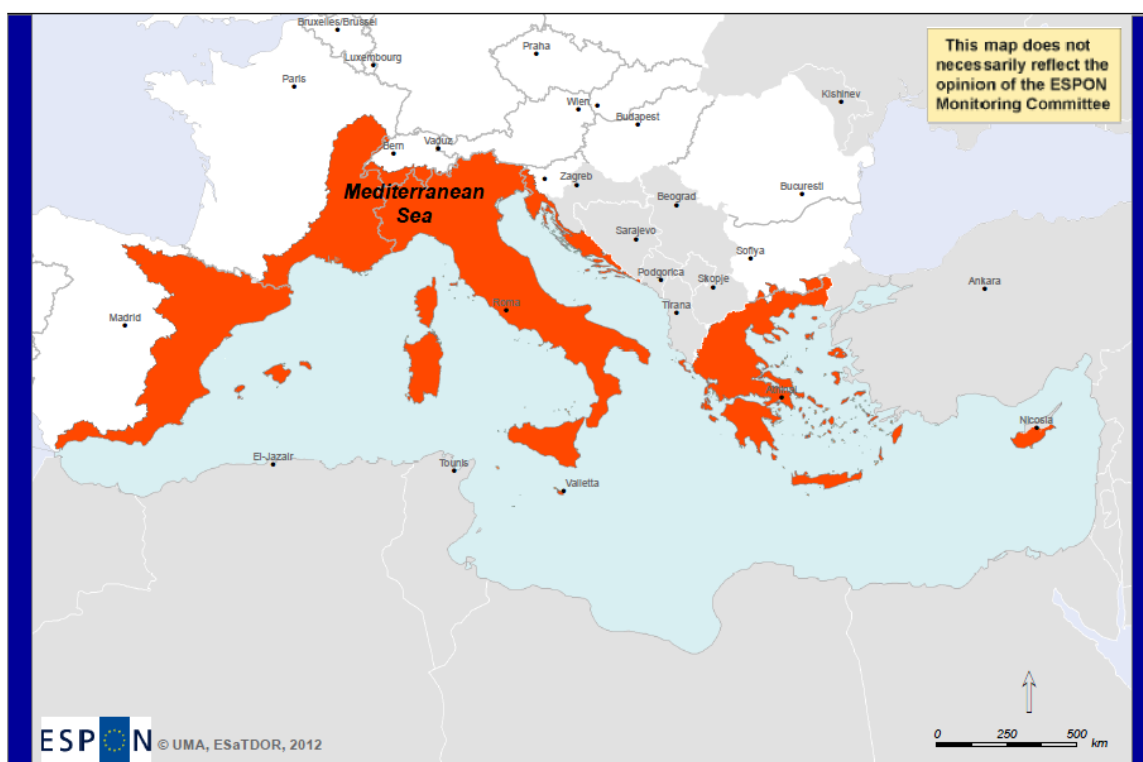 Bruxelles/Brussel
This map does not
necessarily reflect the
opinion of the ESPON
Monitoring Committee
Praha
Luxembourg
Paris
Kishinev
Wien
Budapest
Bern
Vaduz
Mediterranean
Sea
Zagreb
Bucuresti
Beograd
Sarajevo
Sofiya
Podgorica
Skopje
Ankara
Roma
Tirana
Madrid
Athinai
Nicosia
El-Jazair
Tounis
Valletta
ESPON © UMA, ESaTDOR, 2012
0 250 500 km